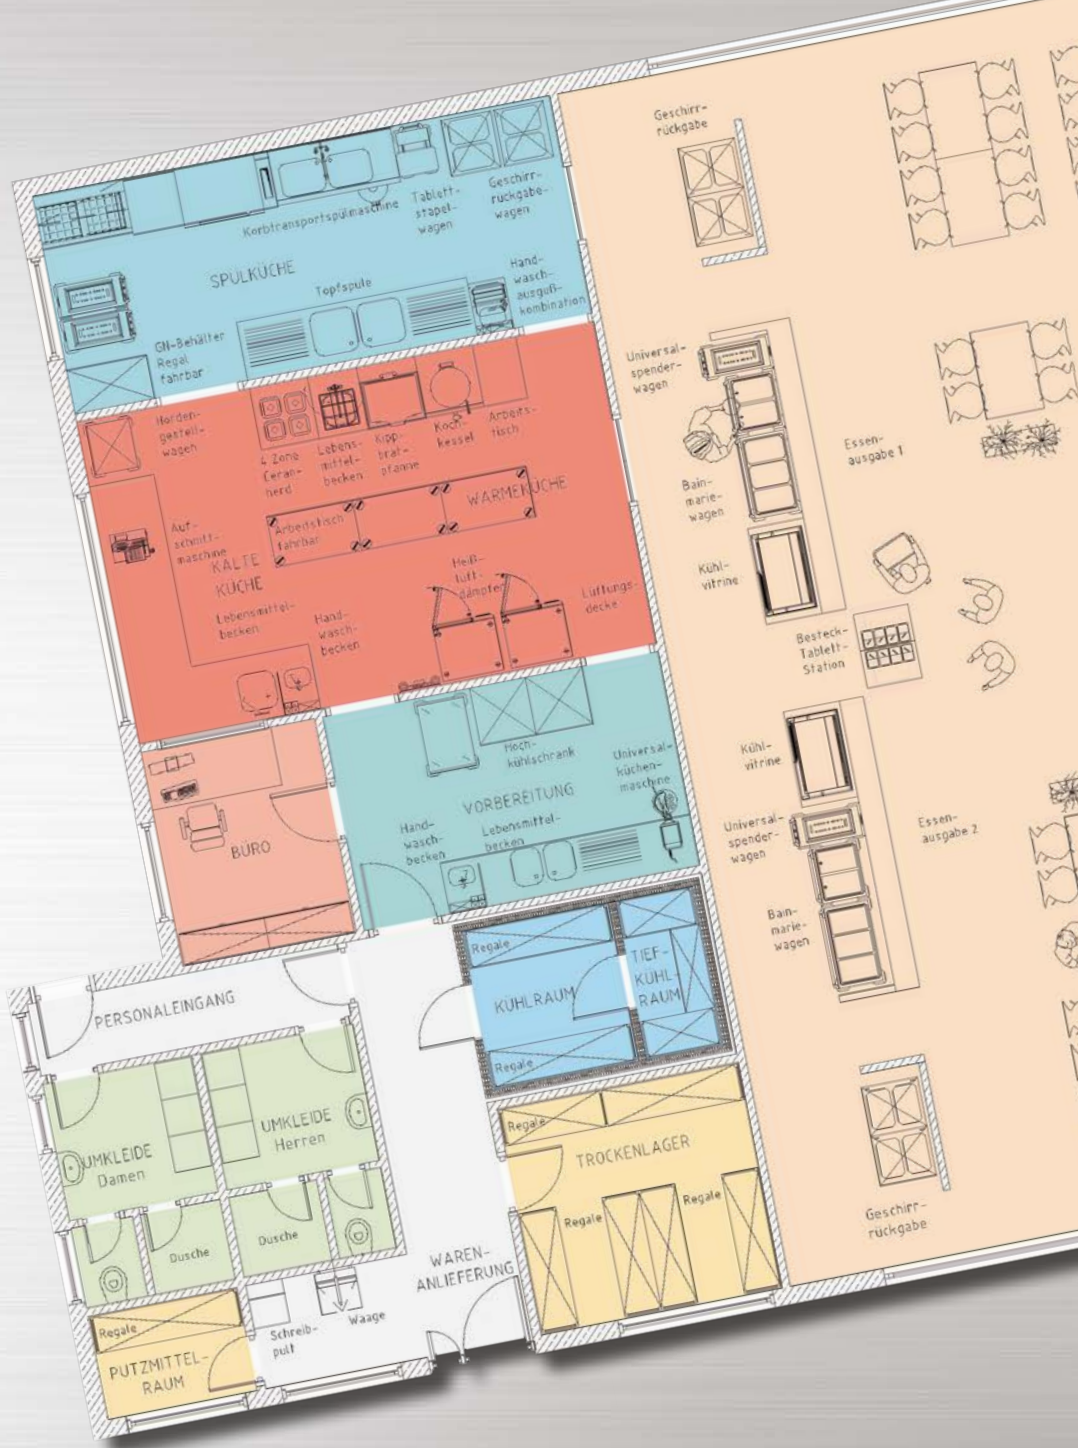 Geschirr-
rückgabe
Korbtransportspülmaschine
Tablett-
stapel-
wagen
Geschirr-
rückgabe-
wagen
SPÜLKÜCHE
Topfspüle
Hand-
wasch-
ausguß-
kombination
GN-Behälter
Regal
fahrbar
Horden-
gestell-
wagen
4 Zone
Ceran-
herd
Lebens-
mittel-
becken
Kipp-
brat-
pfanne
Koch-
kessel
Arbeits-
tisch
Auf-
schnitt-
maschine
Arbeitstisch
fahrbar
WARMEKÜCHE
KALTE
KÜCHE
Heiß-
luft-
dämpfer
Lüftungs-
decke
Lebensmittel-
becken
Hand-
wasch-
becken
Universal-
spender-
wagen
Essen-
ausgabe 1
Bain-
marie-
wagen
Kühl-
vitrine
Besteck-
Tablett-
Station
Hoch-
kühlschrank
Universal-
küchen-
maschine
VORBEREITUNG
Hand-
wasch-
becken
Lebensmittel-
becken
BÜRO
Kühl-
vitrine
Universal-
spender-
wagen
Essen-
ausgabe 2
Bain-
marie-
wagen
PERSONALEINGANG
Regale
KÜHLRAUM
TIEF-
KÜHL-
RAUM
Regale
UMKLEIDE
Damen
UMKLEIDE
Herren
Regale
TROCKENLAGER
Regale
Regale
Dusche
Dusche
WAREN-
ANLIEFERUNG
Geschirr-
rückgabe
Regale
PUTZMITTEL-
RAUM
Schreib-
pult
Waage